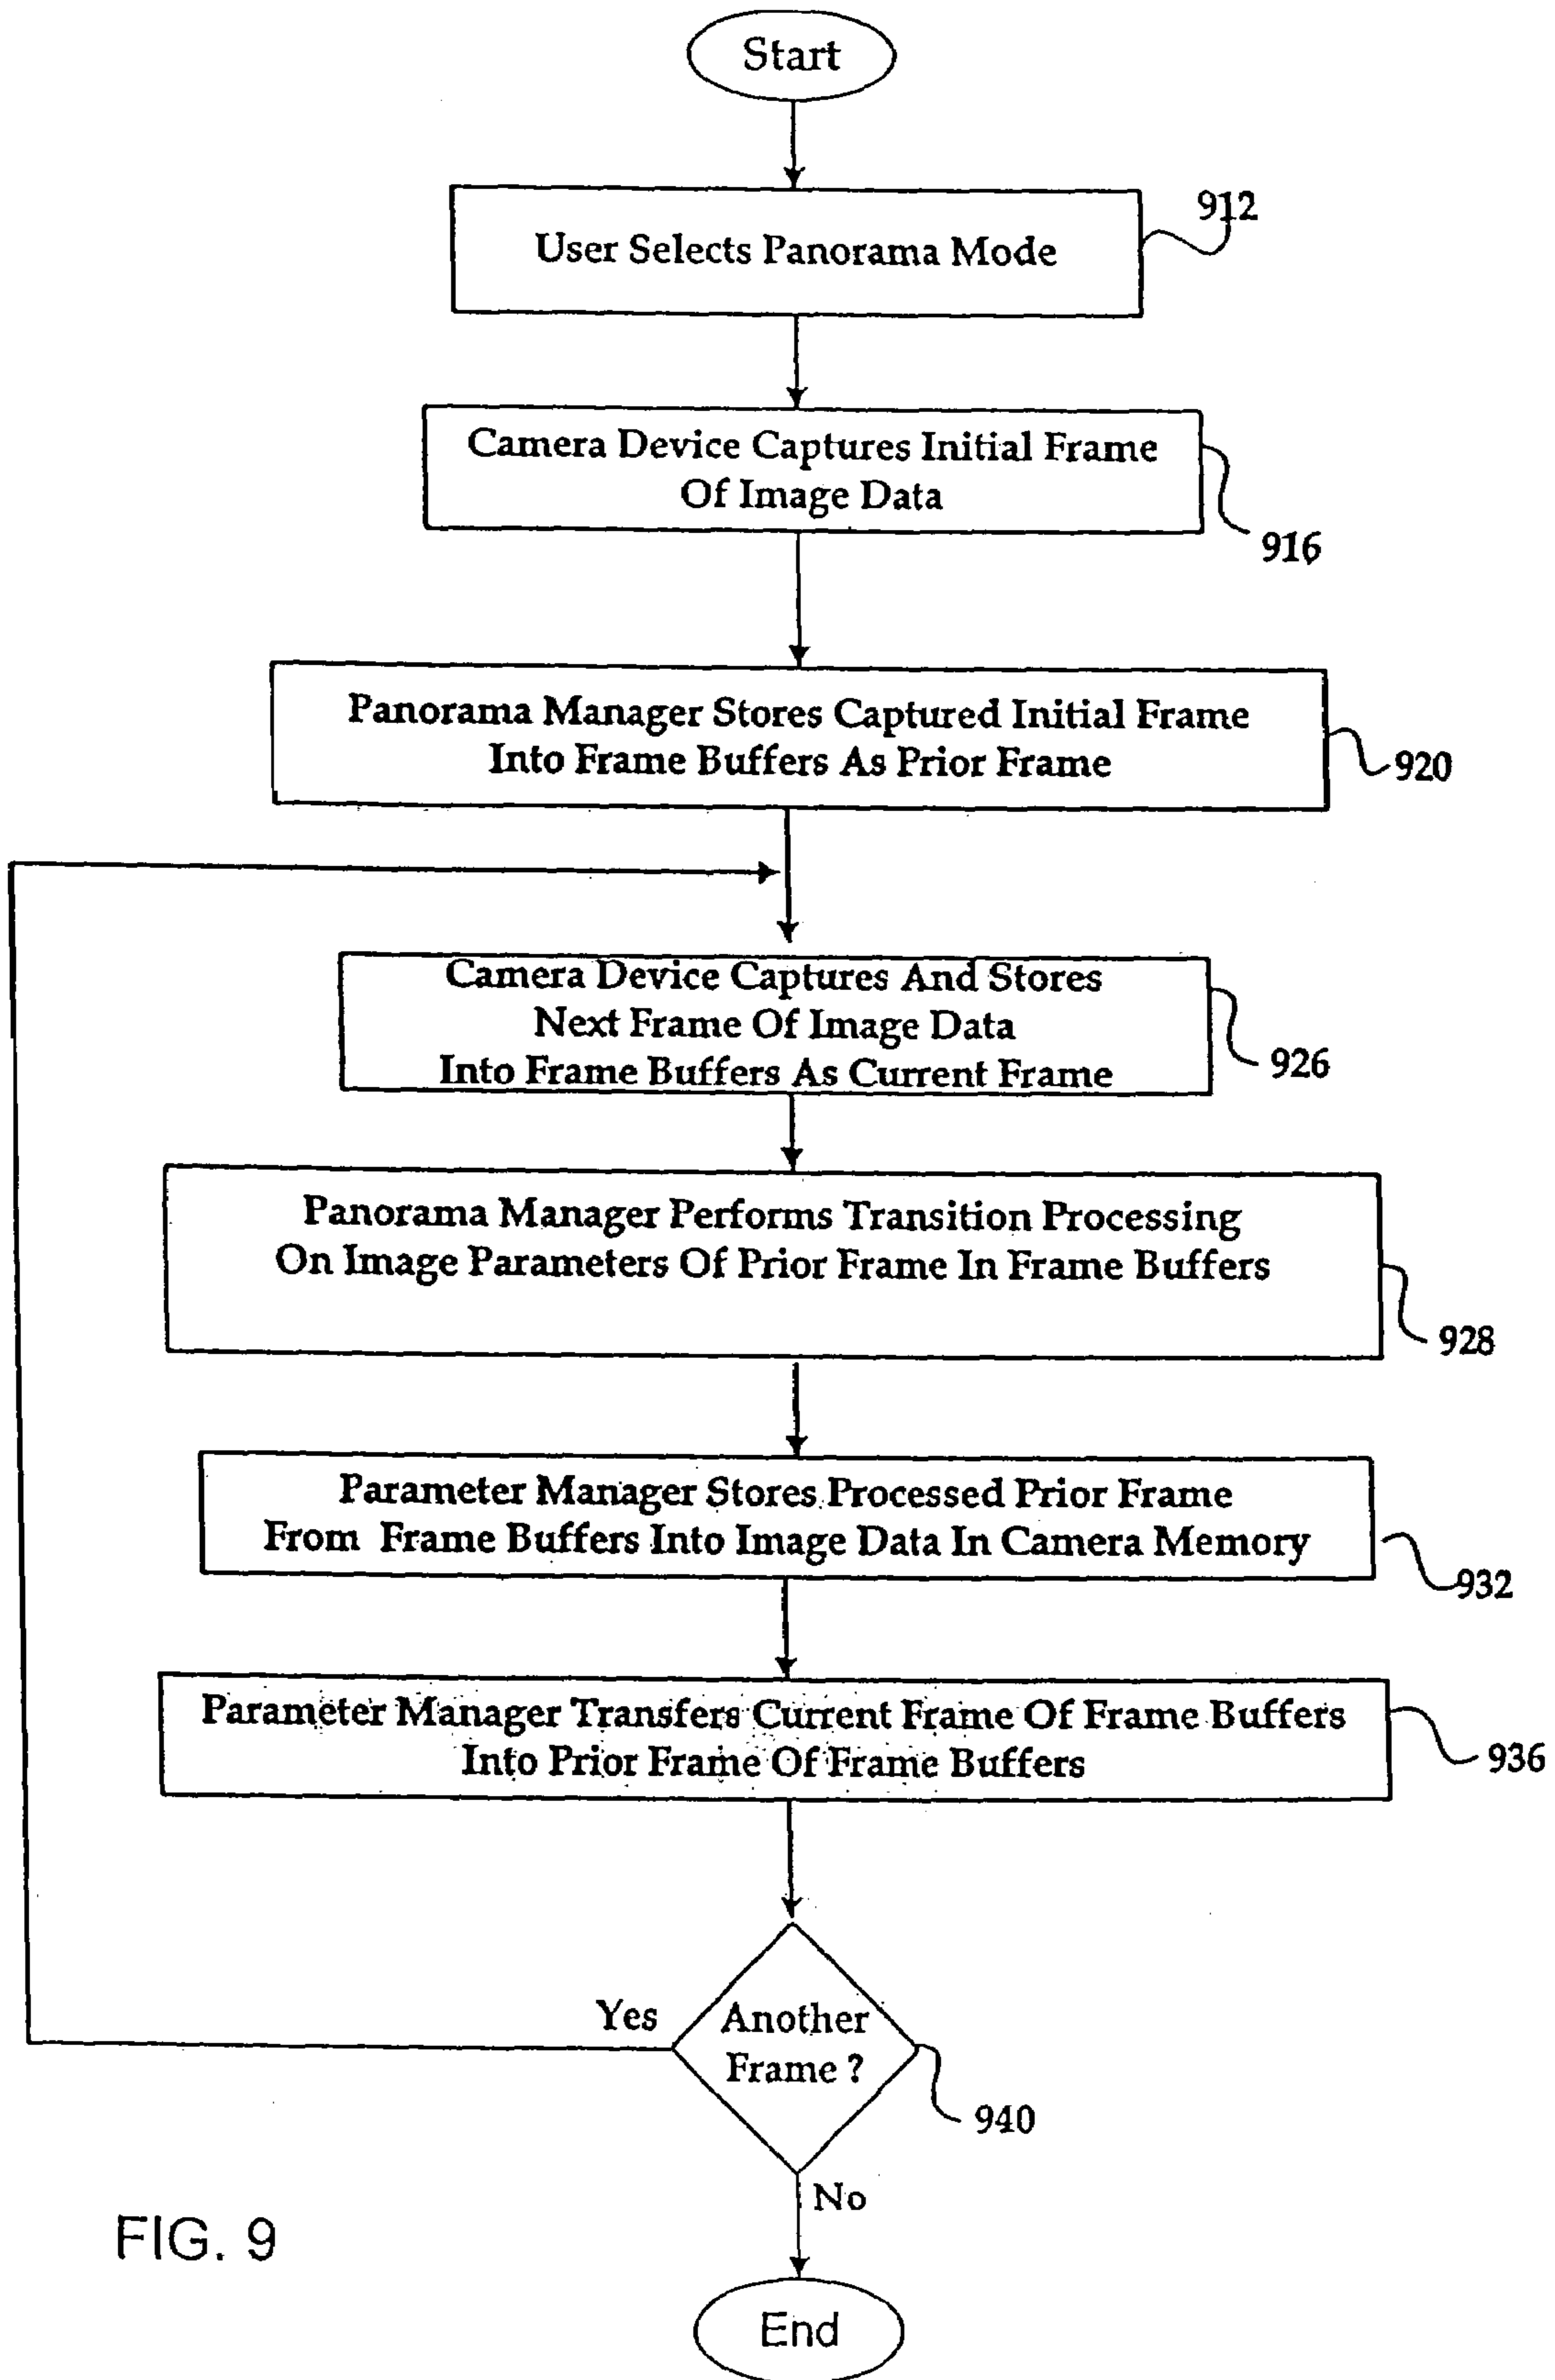 Start
User Selects Panorama Mode
912
Camera Device Captures Initial Frame
Of Image Data
916
Panorama Manager Stores Captured Initial Frame
Into Frame Buffers As Prior Frame
920
Camera Device Captures And Stores
Next Frame Of Image Data
Into Frame Buffers As Current Frame
926
Panorama Manager Performs Transition Processing
On Image Parameters Of Prior Frame In Frame Buffers
928
Parameter Manager Stores Processed Prior Frame
From Frame Buffers Into Image Data In Camera Memory
932
Parameter Manager Transfers Current Frame Of Frame Buffers
Into Prior Frame Of Frame Buffers
936
Yes
Another
Frame ?
940
No
FIG. 9
End